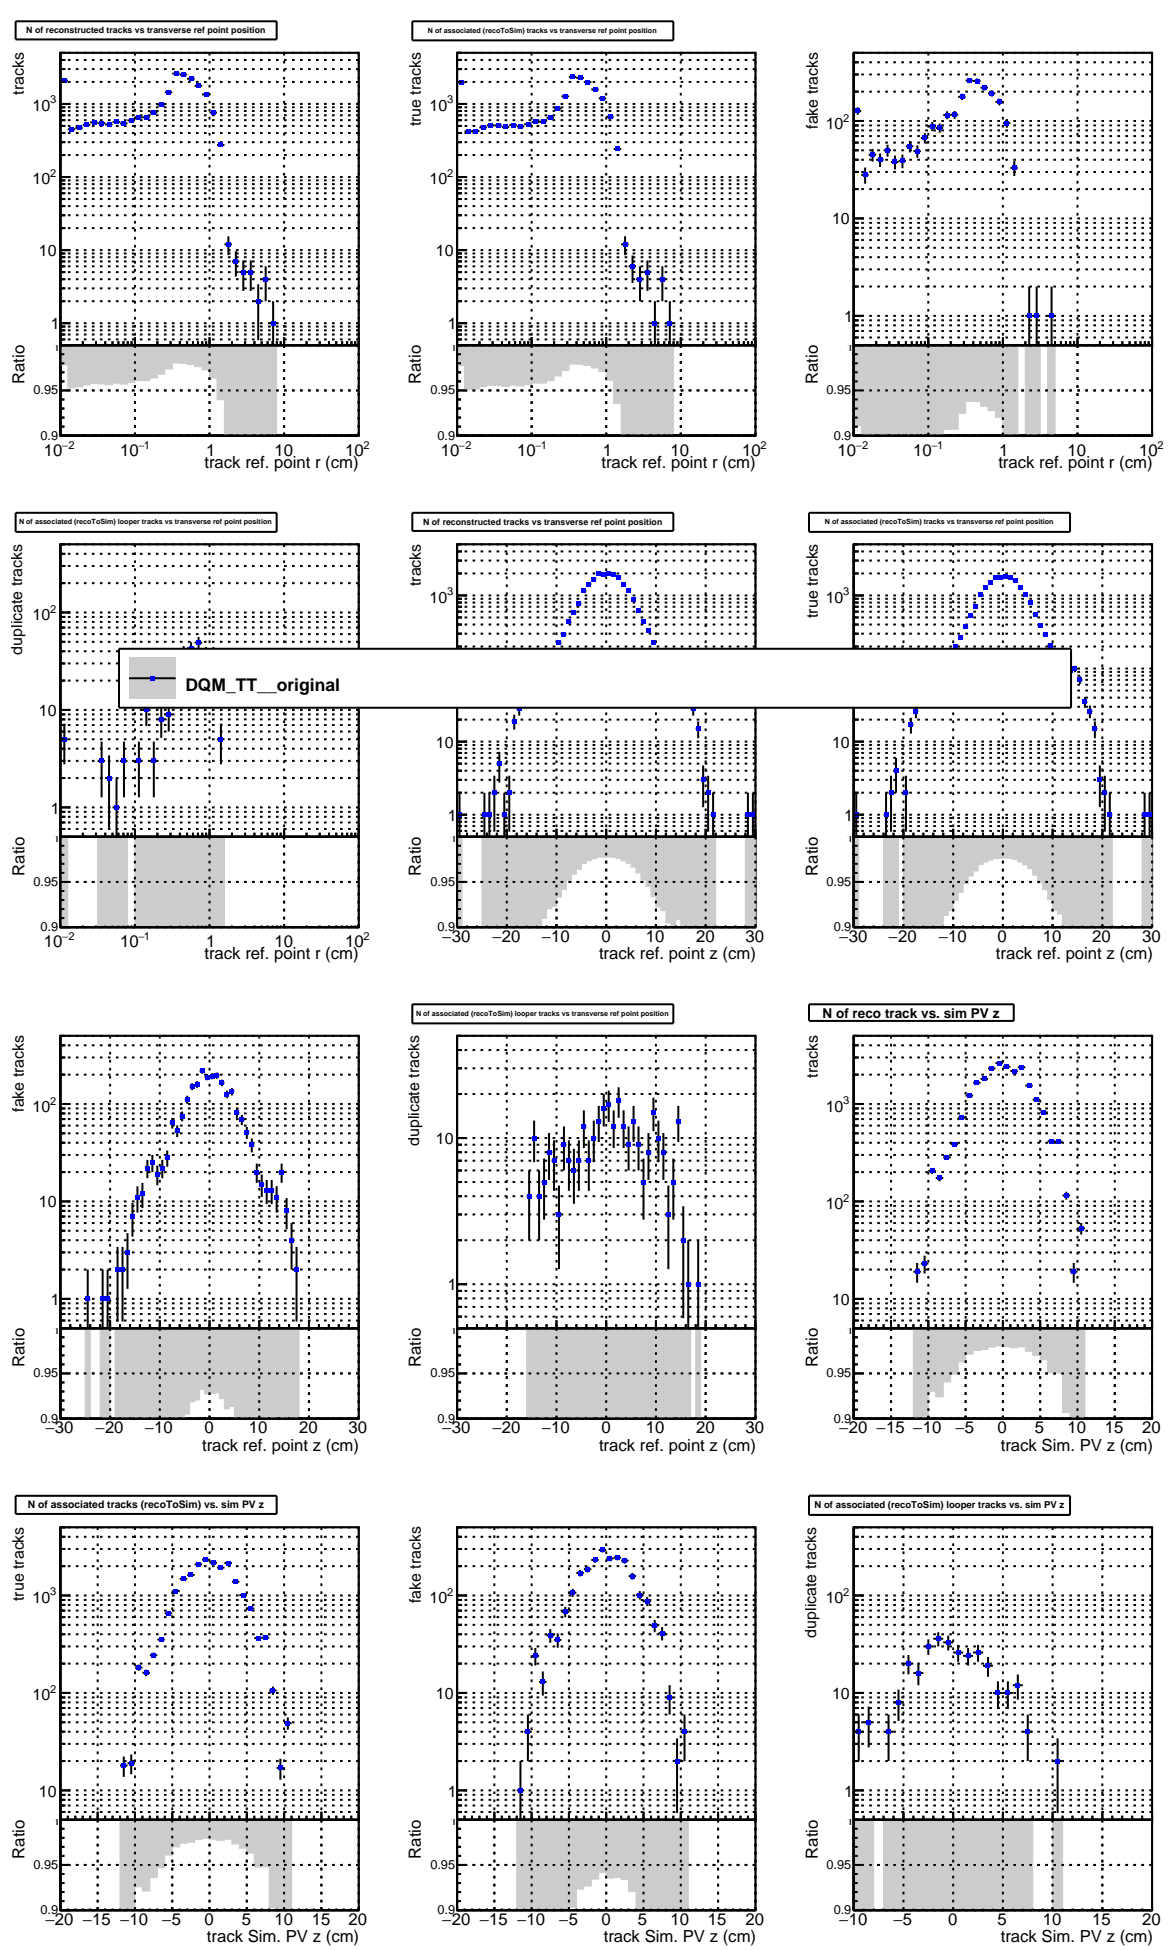 N of reconstructed tracks vs transverse ref point position
N of associated (recoToSim) tracks vs transverse ref point position
tracks
10³
10²
10
1
Ratio
1
0.95
0.9
10⁻² 10⁻¹ 1 10 10²
track ref. point r (cm)
true tracks
10³
10²
10
1
Ratio
1
0.95
0.9
10⁻² 10⁻¹ 1 10 10²
track ref. point r (cm)
fake tracks
10²
10
1
Ratio
1
0.95
0.9
10⁻² 10⁻¹ 1 10 10²
track ref. point r (cm)
N of associated (recoToSim) looper tracks vs transverse ref point position
N of reconstructed tracks vs transverse ref point position
N of associated (recoToSim) tracks vs transverse ref point position
duplicate tracks
10²
10
1
Ratio
1
0.95
0.9
10⁻² 10⁻¹ 1 10 10²
track ref. point r (cm)
tracks
10³
10
1
Ratio
1
0.95
0.9
−30 −20 −10 0 10 20 30
track ref. point z (cm)
true tracks
10³
10
1
Ratio
1
0.95
0.9
−30 −20 −10 0 10 20 30
track ref. point z (cm)
DQM_TT__original
N of associated (recoToSim) looper tracks vs transverse ref point position
N of reco track vs. sim PV z
fake tracks
10²
10
1
Ratio
1
0.95
0.9
−30 −20 −10 0 10 20 30
track ref. point z (cm)
duplicate tracks
10
1
Ratio
1
0.95
0.9
−30 −20 −10 0 10 20 30
track ref. point z (cm)
tracks
10³
10²
10
Ratio
1
0.95
0.9
−20 −15 −10 −5 0 5 10 15 20
track Sim. PV z (cm)
N of associated tracks (recoToSim) vs. sim PV z
N of associated (recoToSim) looper tracks vs. sim PV z
true tracks
10³
10²
10
Ratio
1
0.95
0.9
−20 −15 −10 −5 0 5 10 15 20
track Sim. PV z (cm)
fake tracks
10²
10
1
Ratio
1
0.95
0.9
−20 −15 −10 −5 0 5 10 15 20
track Sim. PV z (cm)
duplicate tracks
10²
10
1
Ratio
1
0.95
0.9
−10 −5 0 5 10 15 20
track Sim. PV z (cm)